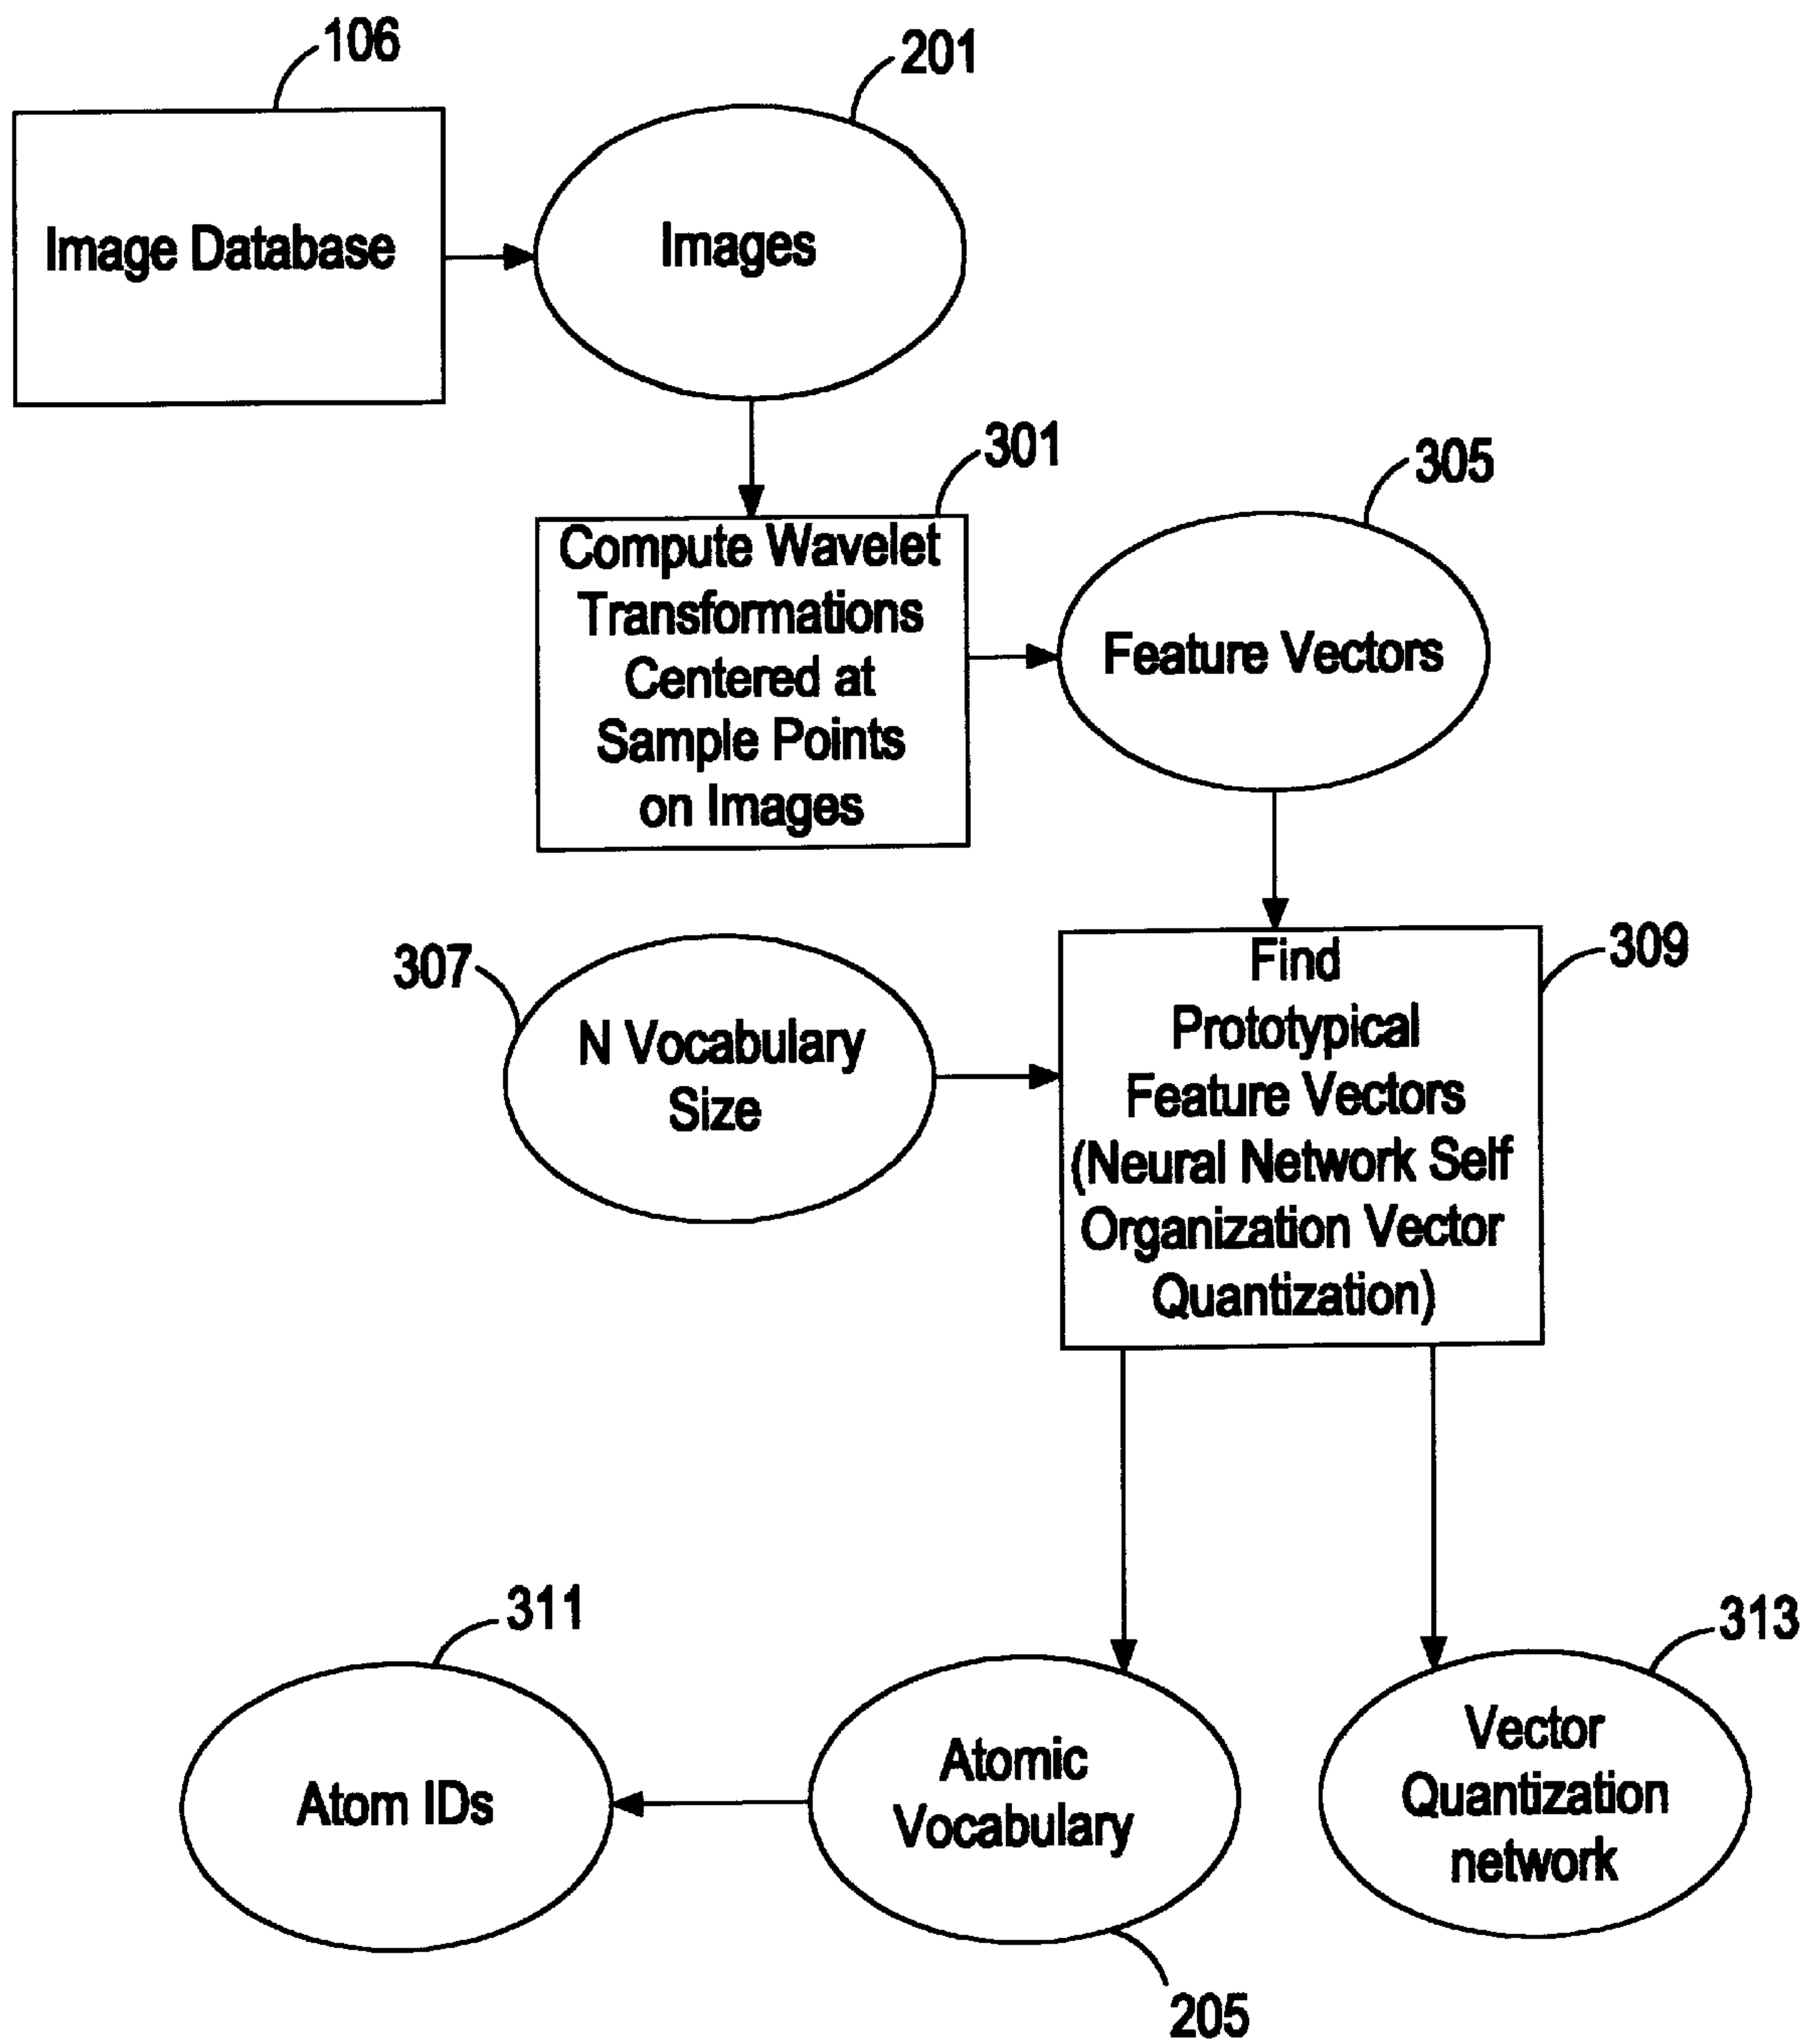 106
201
Image Database
Images
301
305
Compute Wavelet
Transformations
Centered at
Sample Points
on Images
Feature Vectors
307
N Vocabulary
Size
309
Find
Prototypical
Feature Vectors
(Neural Network Self
Organization Vector
Quantization)
311
313
Atom IDs
Atomic
Vocabulary
Vector
Quantization
network
205